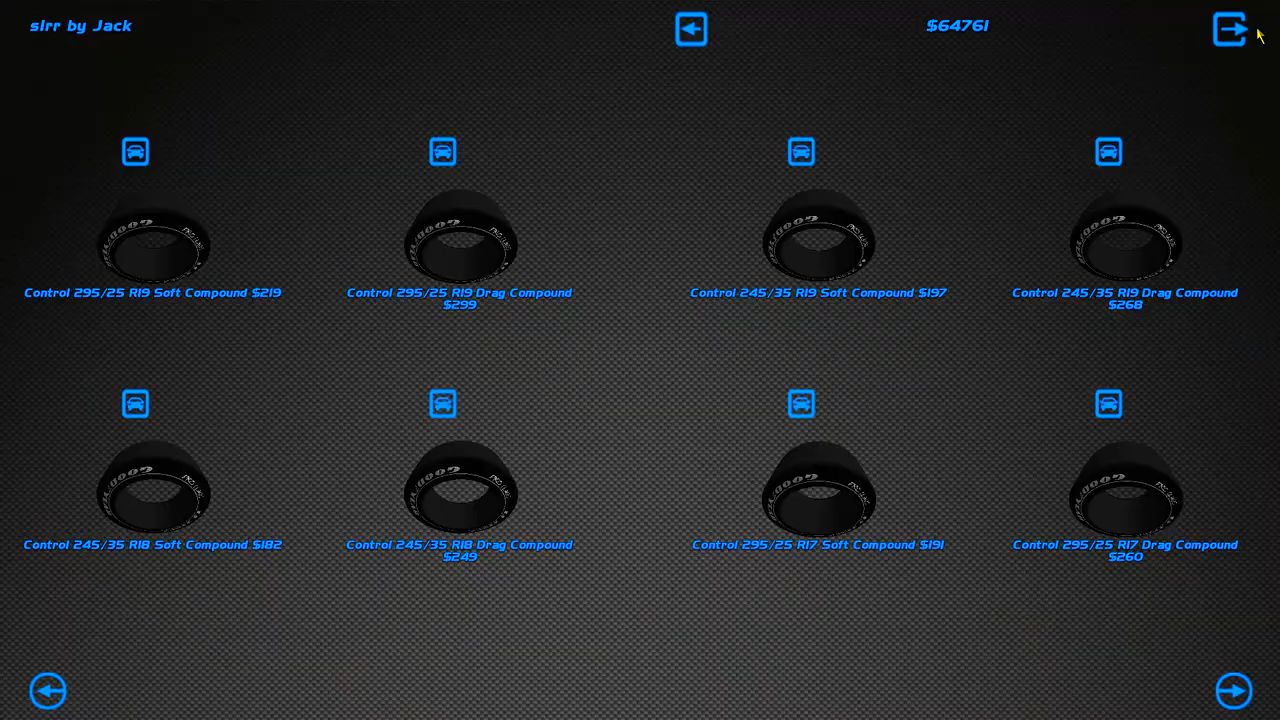 slrr by Jack
$64761
Control 295/25 R19 Soft Compound $219
Control 295/25 R19 Drag Compound
$299
Control 245/35 R19 Soft Compound $197
Control 245/35 R19 Drag Compound
$268
Control 245/35 R18 Soft Compound $182
Control 245/35 R18 Drag Compound
$249
Control 295/25 R17 Soft Compound $191
Control 295/25 R17 Drag Compound
$260